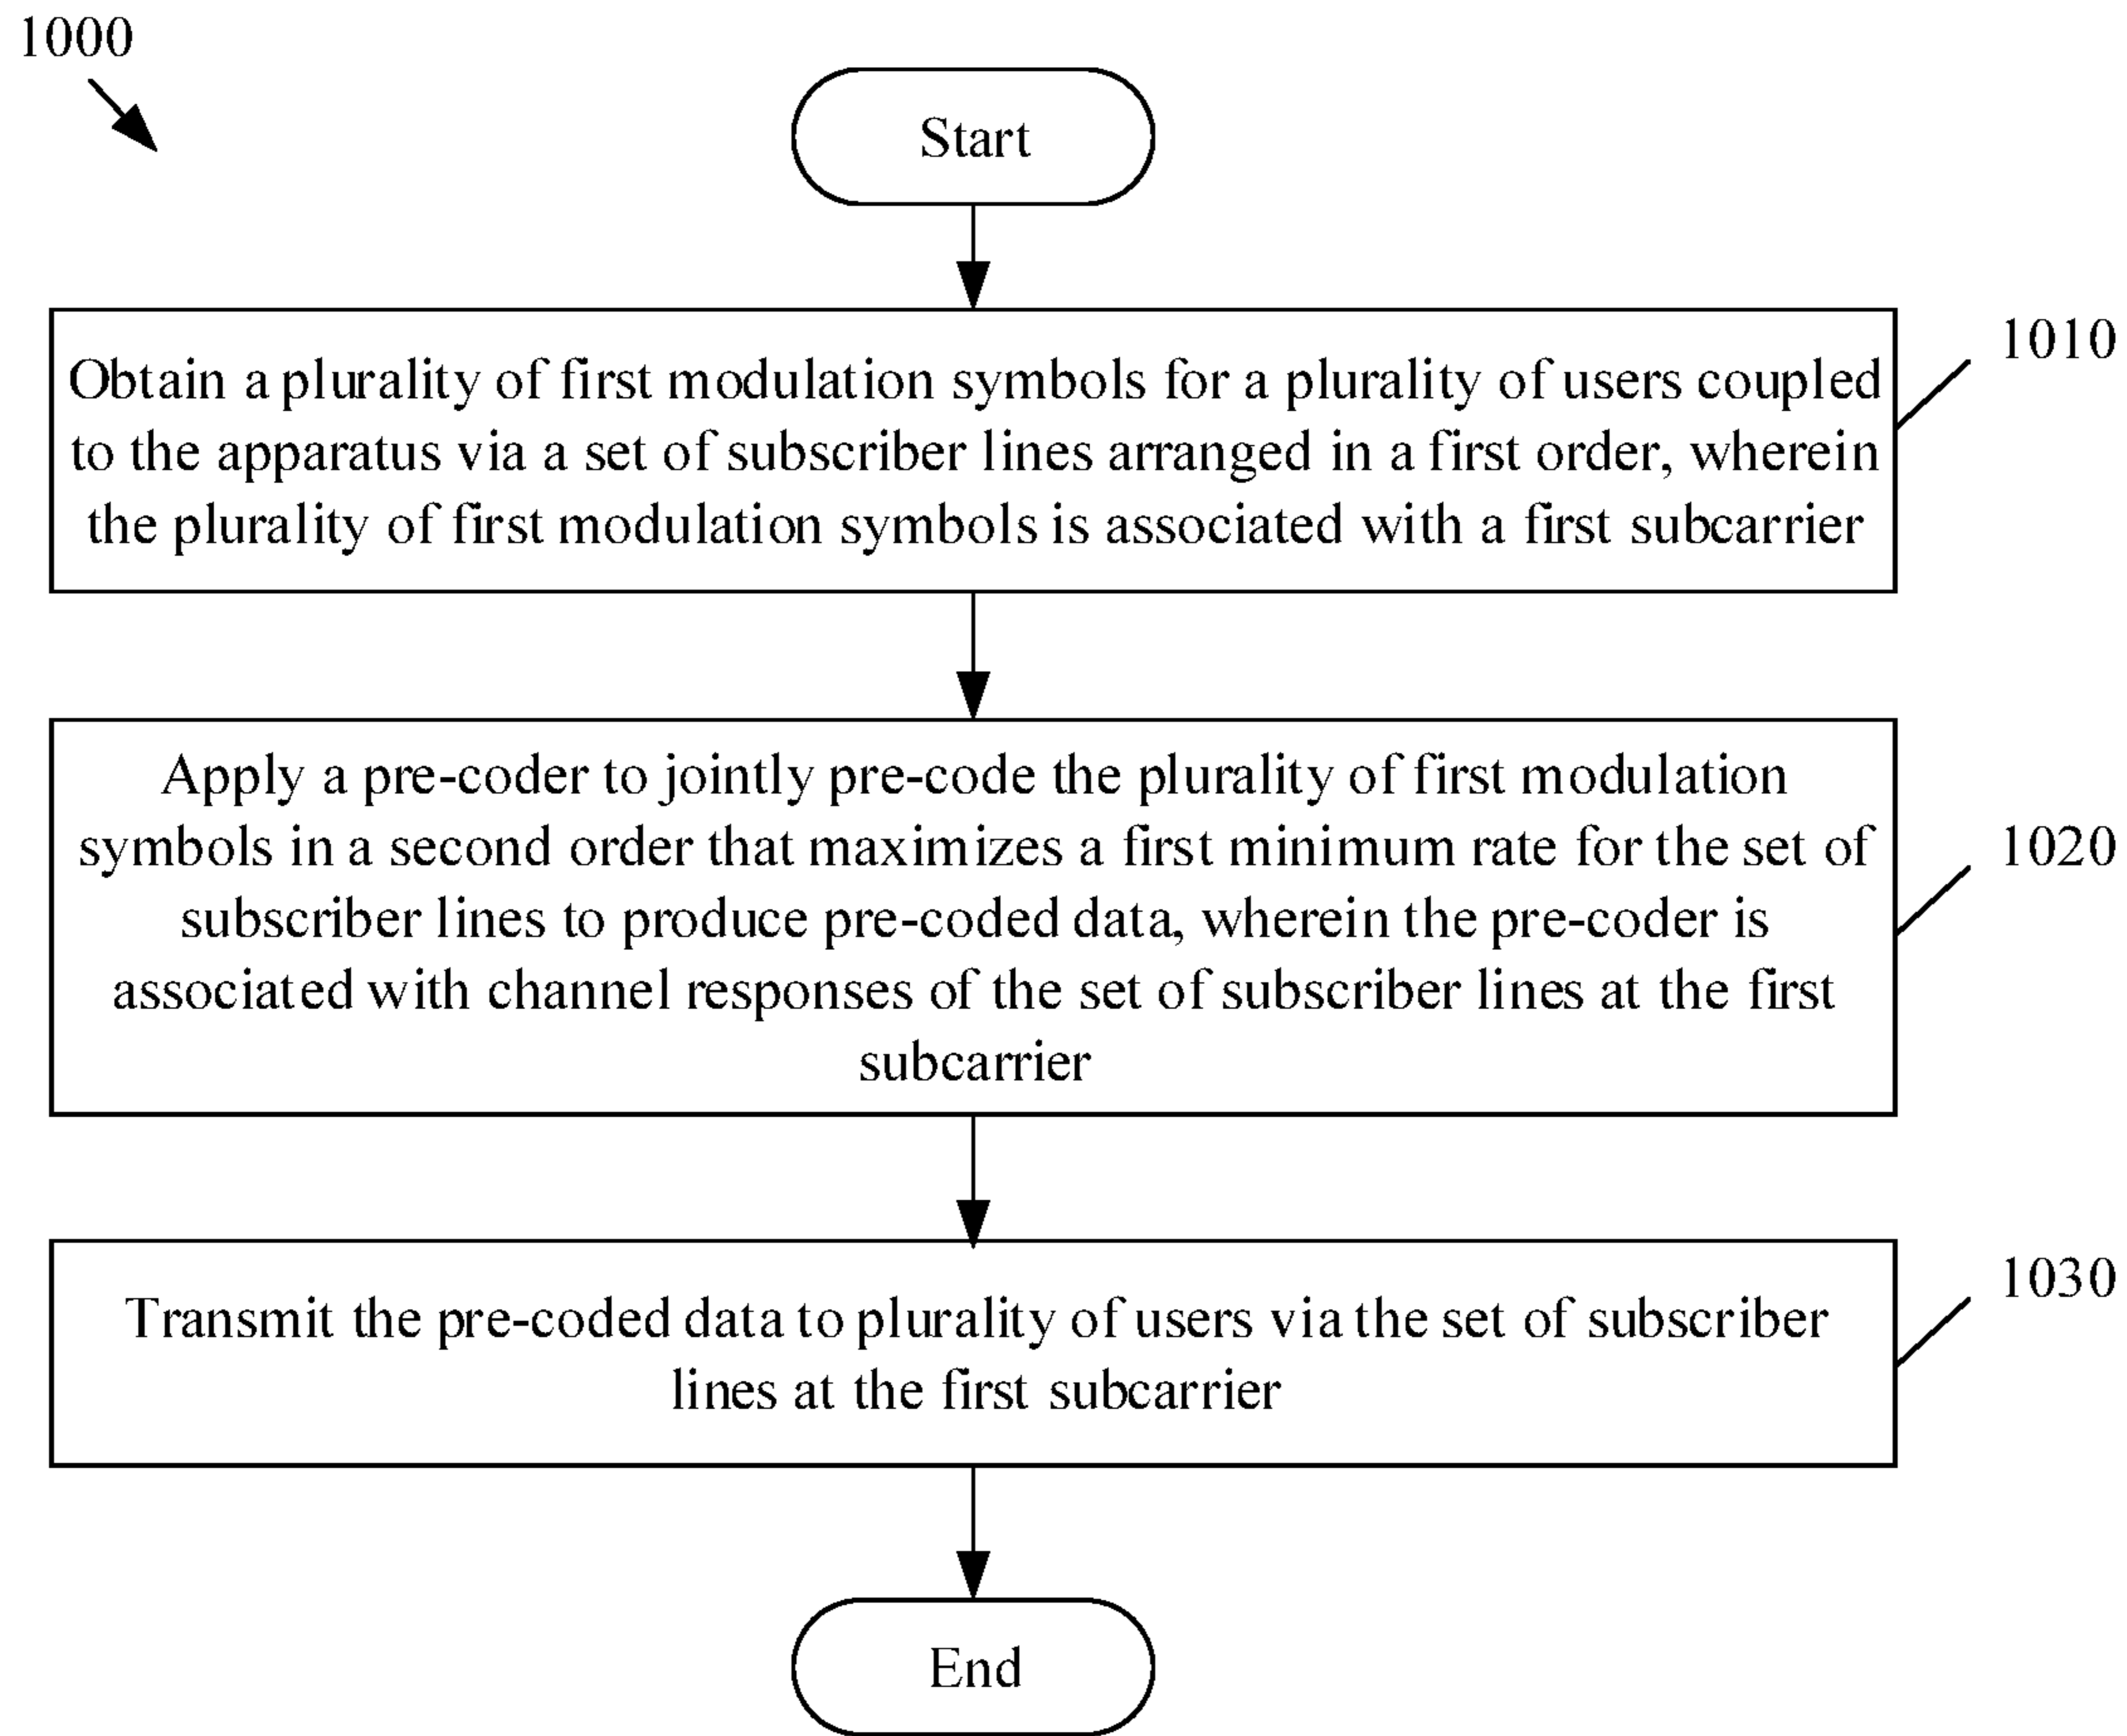 1000
Start
Obtain a plurality of first modulation symbols for a plurality of users coupled
to the apparatus via a set of subscriber lines arranged in a first order, wherein
the plurality of first modulation symbols is associated with a first subcarrier
1010
Apply a pre-coder to jointly pre-code the plurality of first modulation
symbols in a second order that maximizes a first minimum rate for the set of
subscriber lines to produce pre-coded data, wherein the pre-coder is
associated with channel responses of the set of subscriber lines at the first
subcarrier
1020
Transmit the pre-coded data to plurality of users via the set of subscriber
lines at the first subcarrier
1030
End